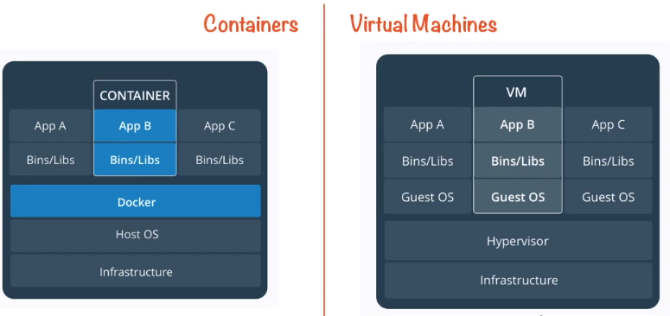 Containers
CONTAINER
App A App B App C
Bins/Libs Bins/Libs Bins/Libs
Docker
Host OS
Infrastructure
Virtual Machines
VM
App A App B App C
Bins/Libs Bins/Libs Bins/Libs
Guest OS Guest OS Guest OS
Hypervisor
Infrastructure